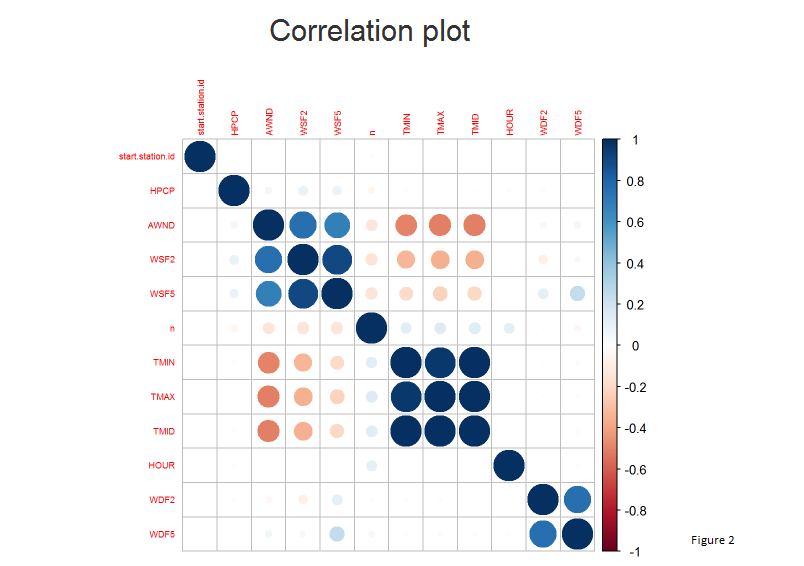 Correlation plot
start.station.id
HPCP
AWND
WSF2
WSF5
n
TMIN
TMAX
TMID
HOUR
WDF2
WDF5
start.station.id
HPCP
AWND
WSF2
WSF5
n
TMIN
TMAX
TMID
HOUR
WDF2
WDF5
1
0.8
0.6
0.4
0.2
0
-0.2
-0.4
-0.6
-0.8
-1
Figure 2